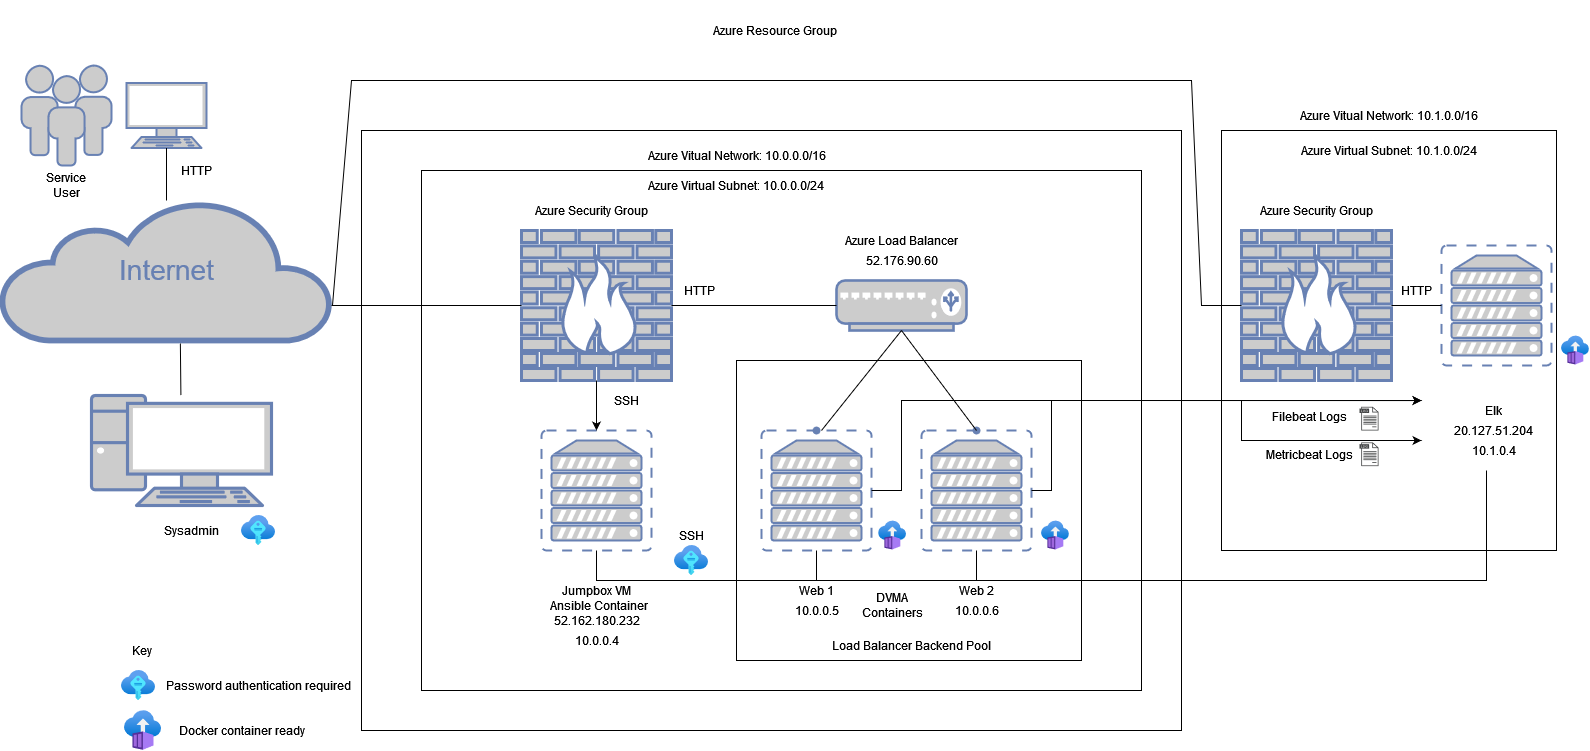 Azure Resource Group
Service
User
HTTP
Internet
Sysadmin
Azure Vitual Network: 10.0.0.0/16
Azure Virtual Subnet: 10.0.0.0/24
Azure Security Group
HTTP
Azure Load Balancer
52.176.90.60
SSH
SSH
Jumpbox VM
Ansible Container
52.162.180.232
10.0.0.4
Web 1
10.0.0.5
DVMA
Containers
Web 2
10.0.0.6
Load Balancer Backend Pool
Azure Vitual Network: 10.1.0.0/16
Azure Virtual Subnet: 10.1.0.0/24
Azure Security Group
HTTP
Filebeat Logs
Metricbeat Logs
Elk
20.127.51.204
10.1.0.4
Key
Password authentication required
Docker container ready